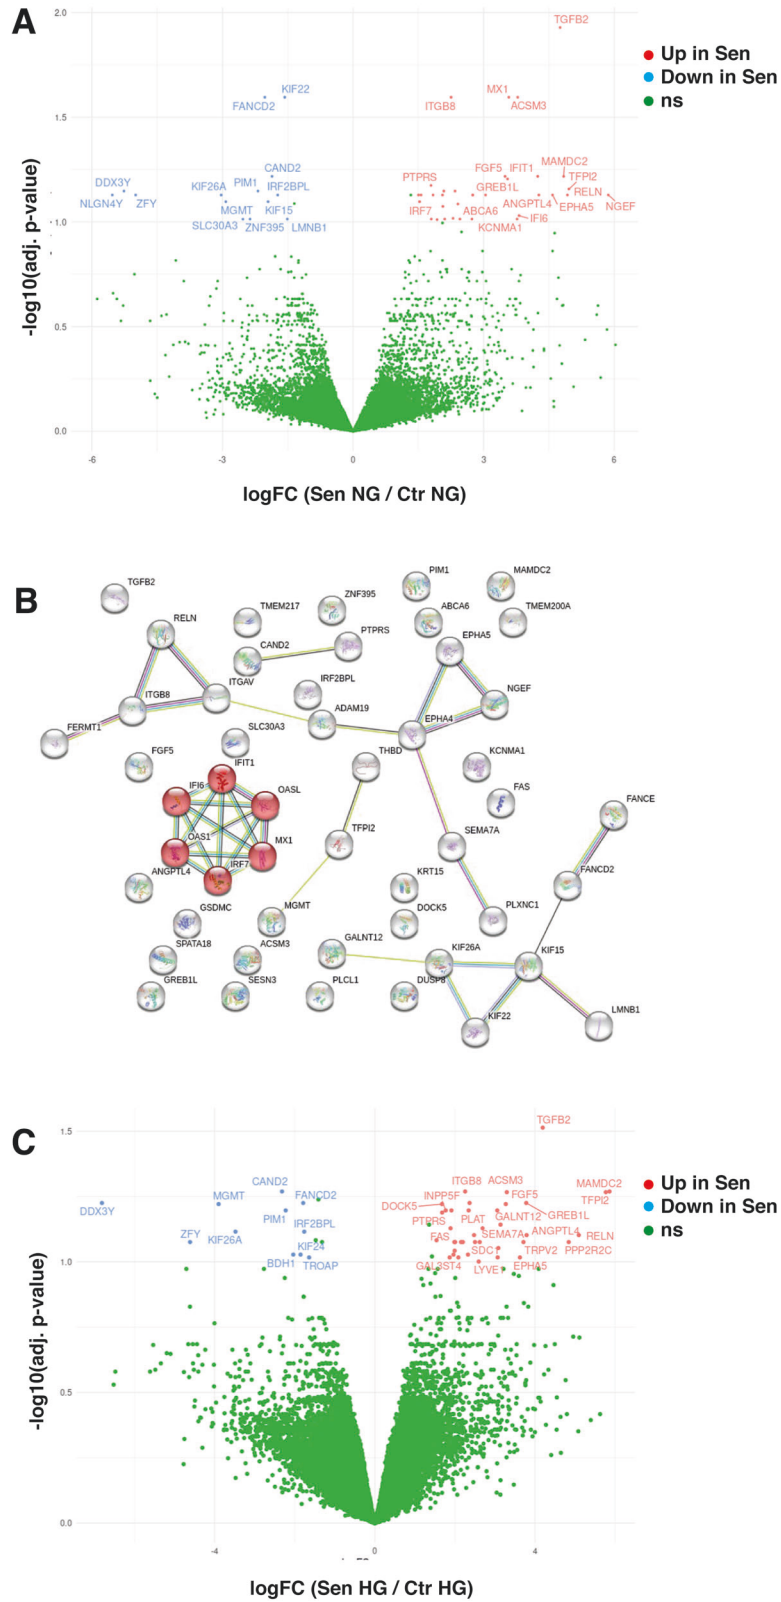 A
2.0
TGFB2
Up in Sen
Down in Sen
ns
KIF22
MX1
FANCD2
ITGB8
ACSM3
1.5
CAND2
FGF5
IFIT1
MAMDC2
DDX3Y
KIF26A
PIM1
IRF2BPL
PTPRS
GREB1L
TFPI2
RELN
NLGN4Y
ZFY
MGMT
KIF15
IRF7
ABCA6
ANGPTL4
EPHA5
NGEF
IFI6
SLC30A3
ZNF395
LMNB1
KCNMA1
1.0
-log10(adj. p-value)
0.5
0.0
-6
-3
0
3
6
logFC (Sen NG / Ctr NG)
B
TGFB2
PIM1
MAMDC2
ZNF395
TMEM217
ABCA6
TMEM200A
RELN
PTPRS
CAND2
EPHA5
ITGAV
IRF2BPL
ITGB8
NGEF
ADAM19
EPHA4
FERMT1
SLC30A3
FGF5
IFIT1
THBD
KCNMA1
IFI6
OASL
FAS
FANCE
OAS1
MX1
TFPI2
SEMA7A
ANGPTL4
IRF7
FANCD2
KRT15
GSDMC
MGMT
DOCK5
PLXNC1
SPATA18
ACSM3
GALNT12
KIF26A
KIF15
GREB1L
SESN3
PLCL1
DUSP8
KIF22
LMNB1
C
TGFB2
1.5
Up in Sen
Down in Sen
ns
CAND2
ITGB8
ACSM3
MAMDC2
MGMT
FANCD2
INPP5F
FGF5
TFPI2
DDX3Y
DOCK5
PIM1
PTPRS
PLAT
GALNT12
GREB1L
ZFY
KIF26A
IRF2BPL
FAS
SEMA7A
ANGPTL4
RELN
KIF24
SDC1
TRPV2
PPP2R2C
BDH1
TROAP
GAL3ST4
LYVE1
EPHA5
1.0
-log10(adj. p-value)
0.5
0.0
-4
0
4
logFC (Sen HG / Ctr HG)